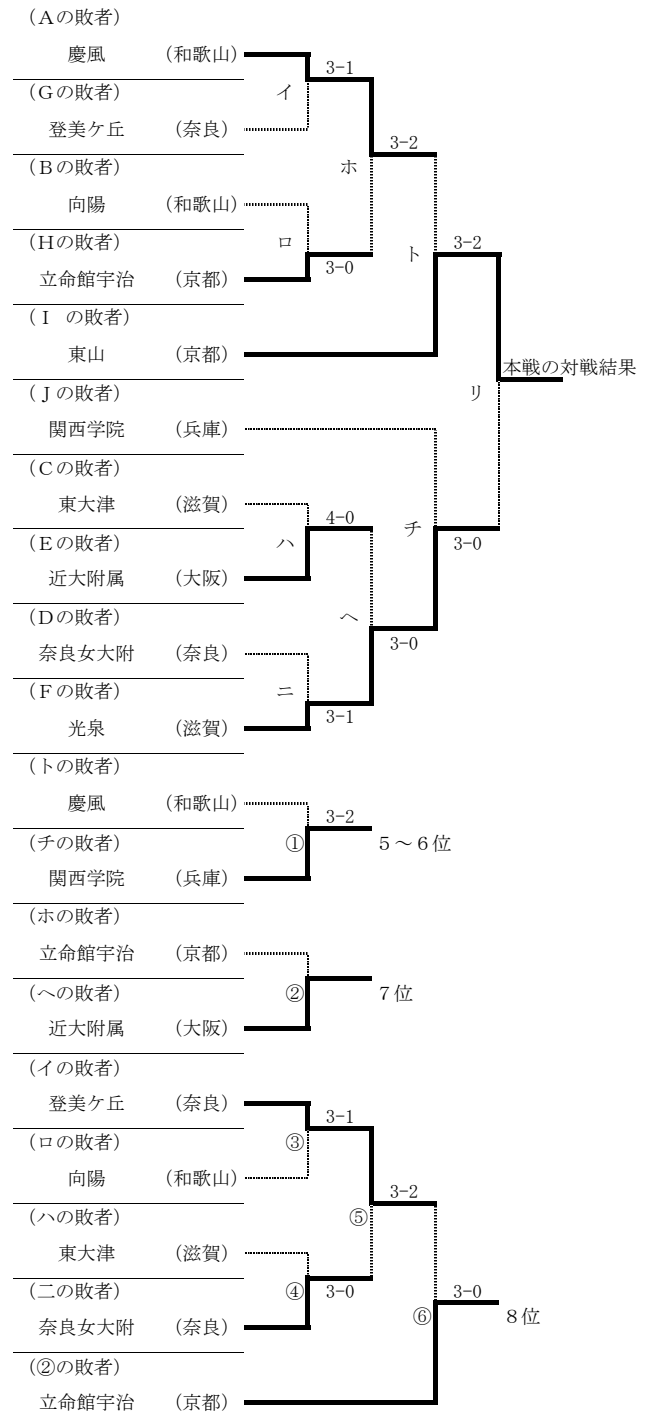 （Aの敗者）
慶風 （和歌山）
3-1
（Gの敗者）
イ
登美ケ丘 （奈良）
3-2
（Bの敗者）
ホ
向陽 （和歌山）
（Hの敗者）
ロ
3-2
ト
3-0
立命館宇治 （京都）
（Ｉ の敗者）
東山 （京都）
本戦の対戦結果
（Jの敗者）
リ
関西学院 （兵庫）
（Cの敗者）
東大津 （滋賀）
4-0
チ
（Eの敗者）
ハ
3-0
近大附属 （大阪）
（Dの敗者）
ヘ
3-0
奈良女大附 （奈良）
（Fの敗者）
ニ
3-1
光泉 （滋賀）
（トの敗者）
慶風 （和歌山）
3-2
（チの敗者）
① ５～６位
関西学院 （兵庫）
（ホの敗者）
立命館宇治 （京都）
（ヘの敗者）
② ７位
近大附属 （大阪）
（イの敗者）
登美ケ丘 （奈良）
3-1
（ロの敗者）
③
向陽 （和歌山）
3-2
（ハの敗者）
⑤
東大津 （滋賀）
（二の敗者）
④ 3-0
3-0
奈良女大附 （奈良）
⑥ ８位
（②の敗者）
立命館宇治 （京都）